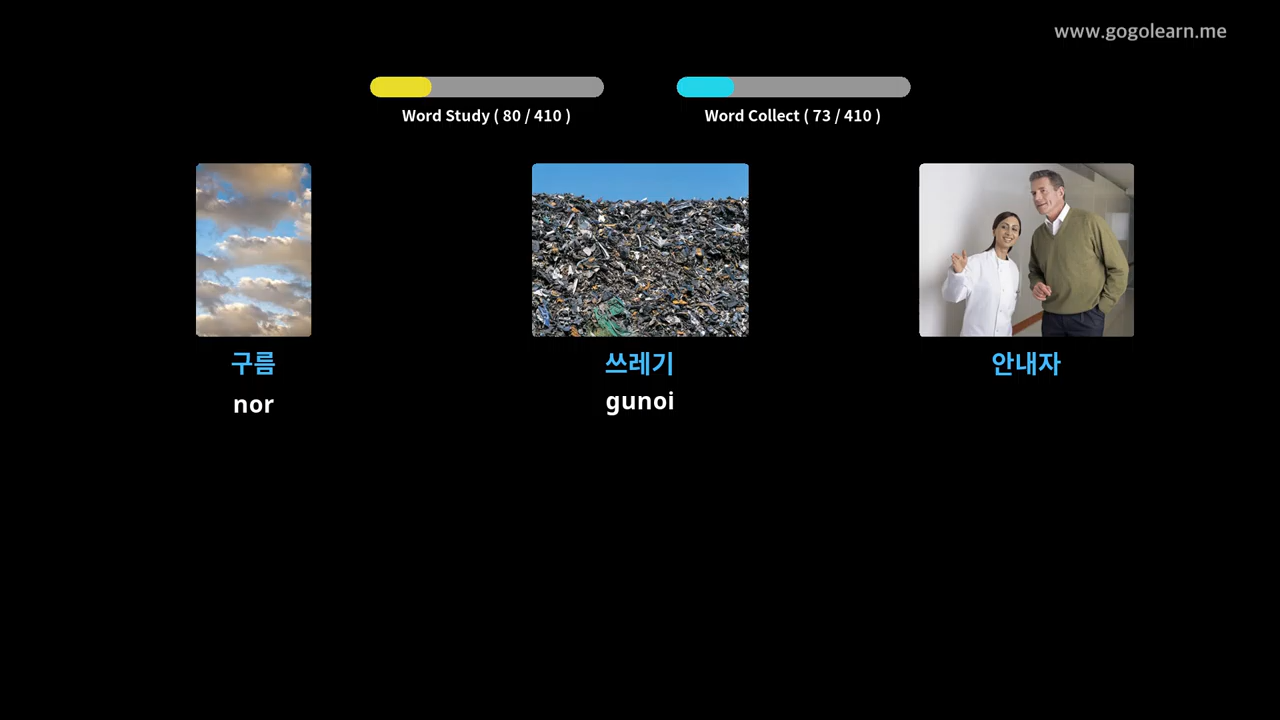 www.gogolearn.me
Word Study ( 80 / 410 )
Word Collect ( 73 / 410 )
구름
쓰레기
안내자
nor
gunoi